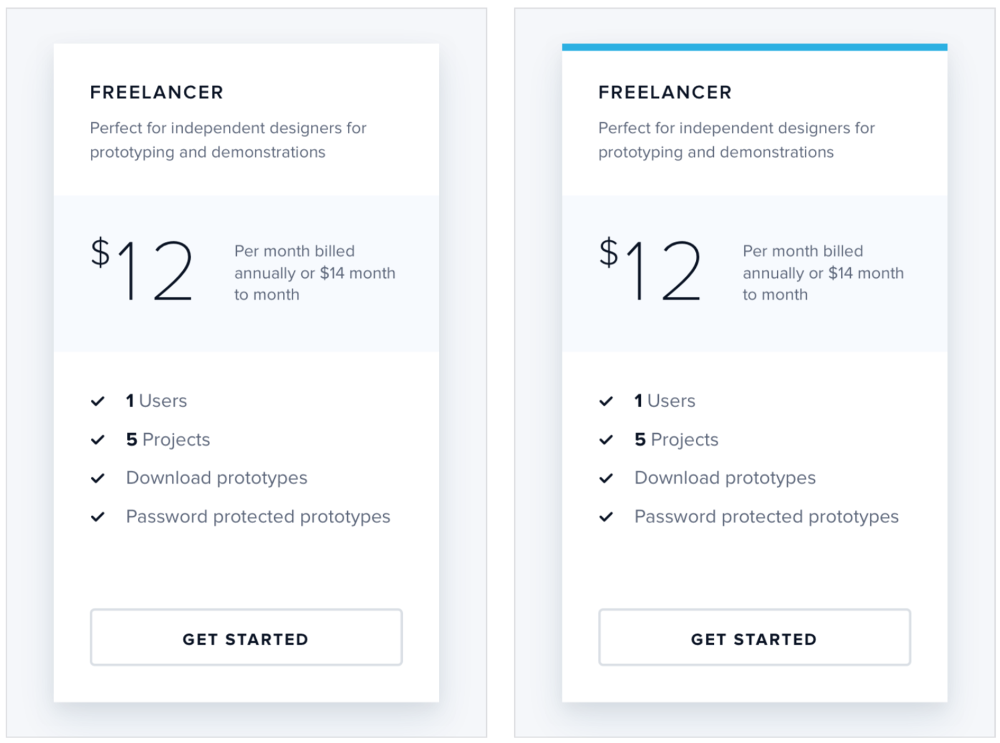 FREELANCER
Perfect for independent designers for
prototyping and demonstrations
$12
Per month billed
annually or $14 month
to month
1 Users
5 Projects
Download prototypes
Password protected prototypes
GET STARTED
FREELANCER
Perfect for independent designers for
prototyping and demonstrations
$12
Per month billed
annually or $14 month
to month
1 Users
5 Projects
Download prototypes
Password protected prototypes
GET STARTED